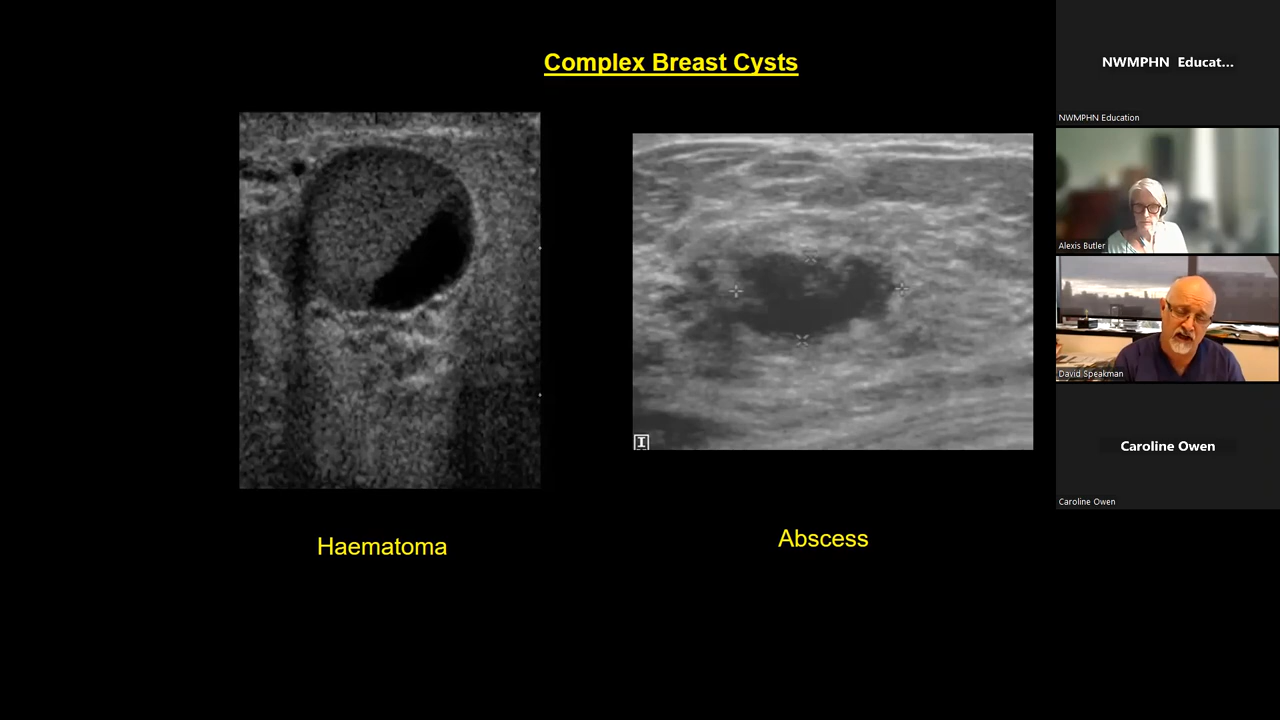 Complex Breast Cysts
Haematoma
Abscess
I
NWMPHN Educat...
NWMPHN Education
Alexis Butler
David Speakman
Caroline Owen
Caroline Owen